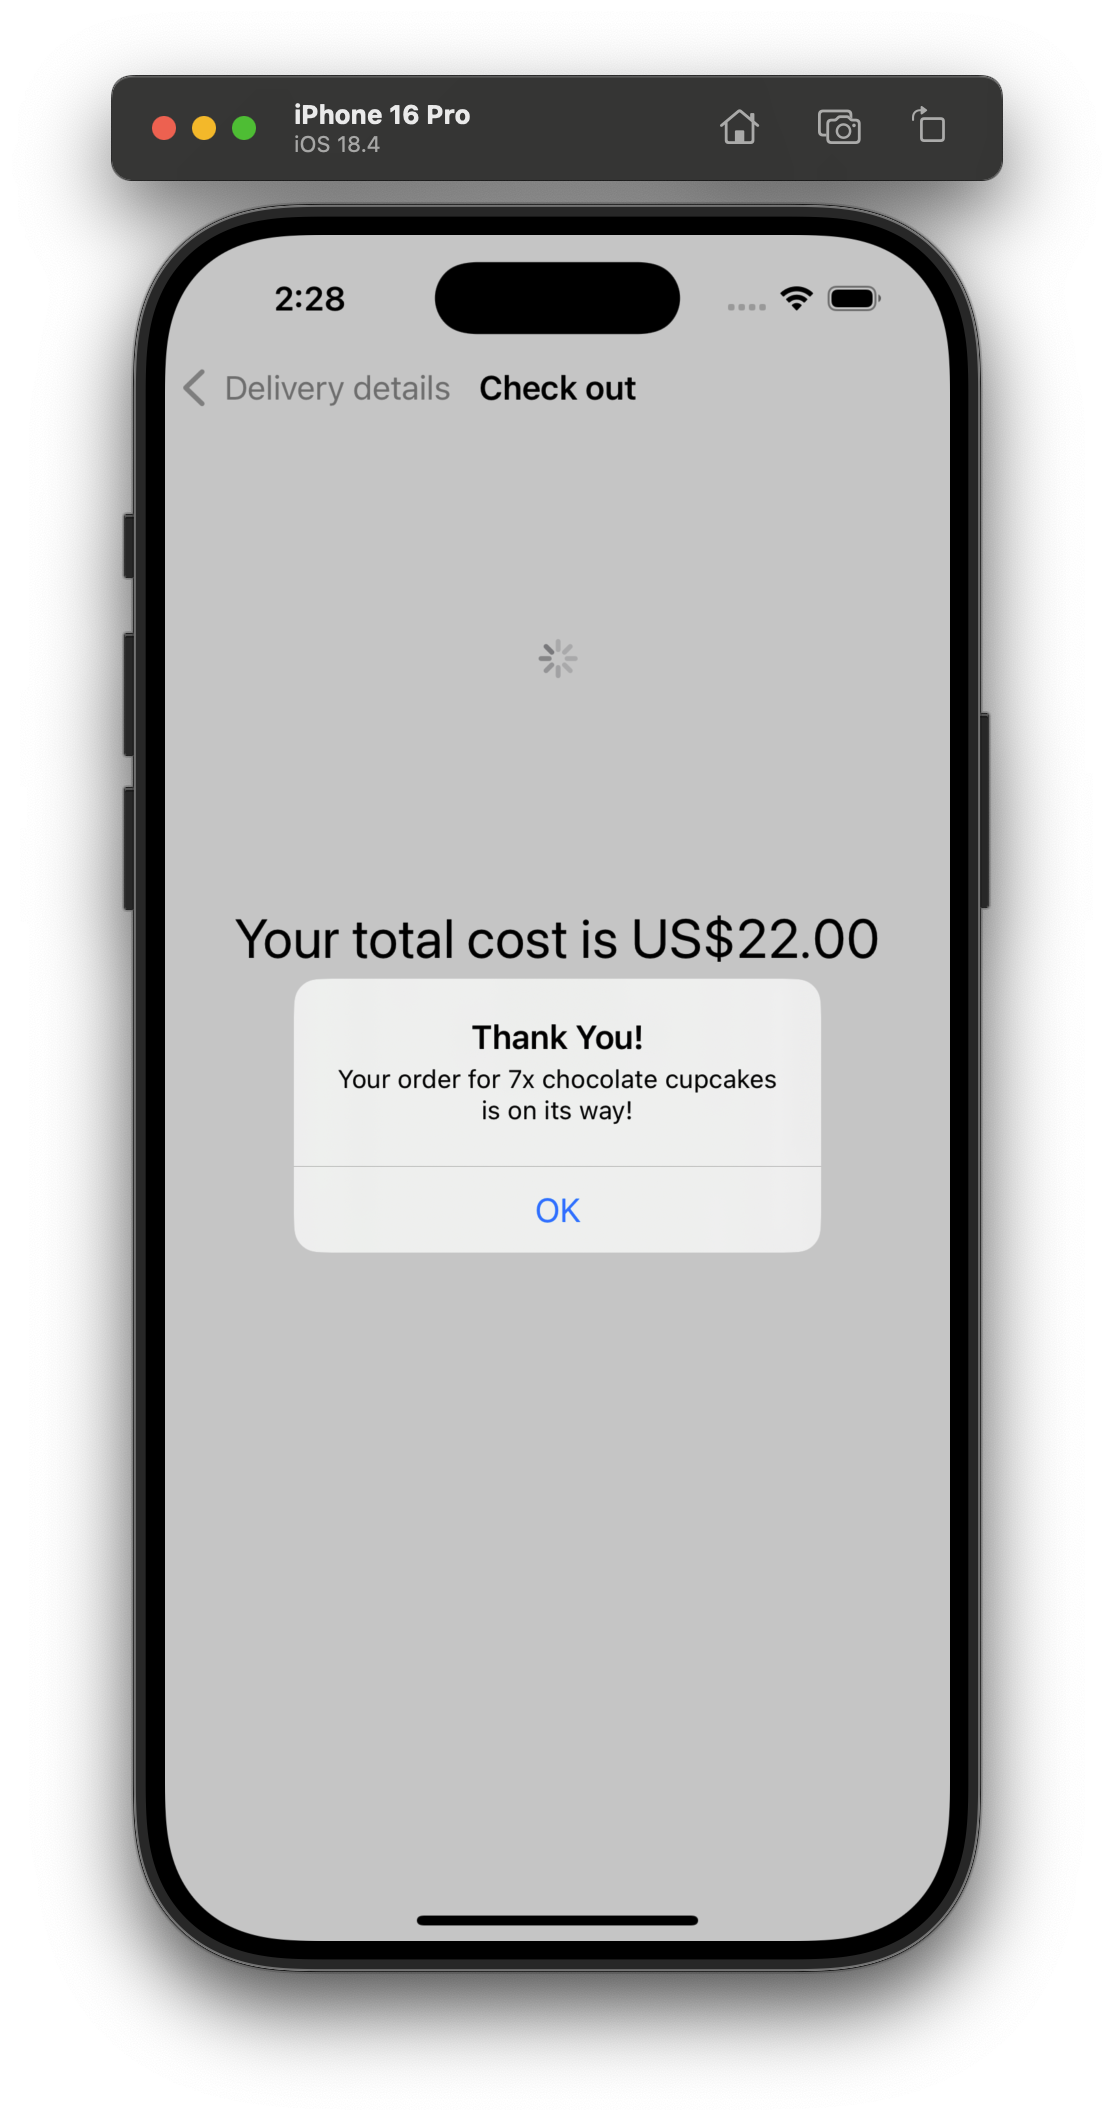 iPhone 16 Pro
iOS 18.4
2:28
Delivery details Check out
Your total cost is US$22.00
Thank You!
Your order for 7x chocolate cupcakes
is on its way!
OK